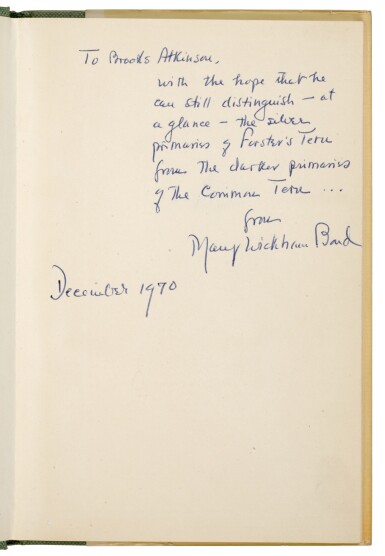 To Brooks Atkinson,
with the hope that he
can still distinguish – at
a glance – the silver
primaries of Forster's Tern
from the darker primaries
of the Common Tern ...
from
Mary Wickham Bond
December 1970